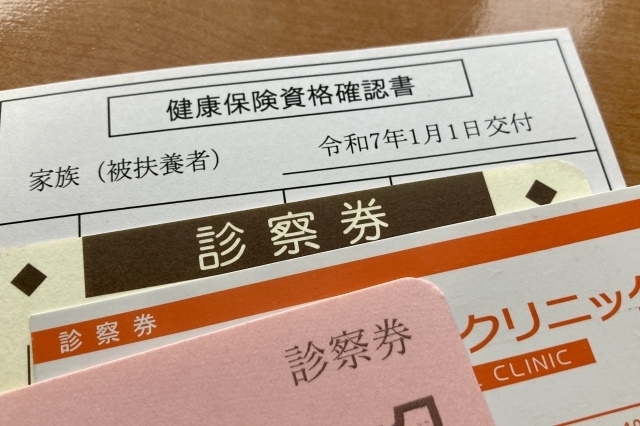 健康保険資格確認書
家族（被扶養者）
令和7年1月1日交付
診察券
診察券
クリニック
CLINIC
診察券